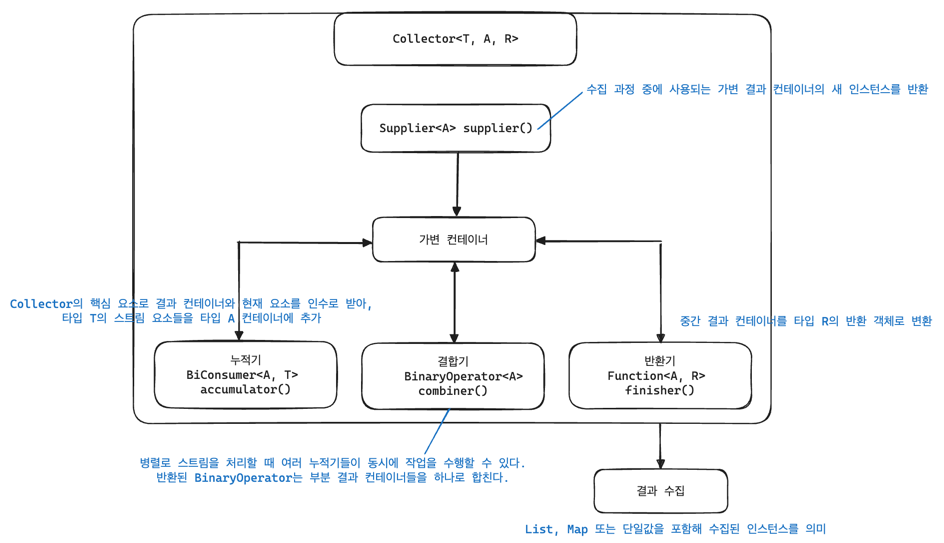 Collector<T, A, R>
수집 과정 중에 사용되는 가변 결과 컨테이너의 새 인스턴스를 반환
Supplier<A> supplier()
가변 컨테이너
Collector의 핵심 요소로 결과 컨테이너와 현재 요소를 인수로 받아,
타입 T의 스트림 요소들을 타입 A 컨테이너에 추가
중간 결과 컨테이너를 타입 R의 반환 객체로 변환
누적기
BiConsumer<A, T>
accumulator()
결합기
BinaryOperator<A>
combiner()
반환기
Function<A, R>
finisher()
병렬로 스트림을 처리할 때 여러 누적기들이 동시에 작업을 수행할 수 있다.
반환된 BinaryOperator는 부분 결과 컨테이너들을 하나로 합친다.
결과 수집
List, Map 또는 단일값을 포함해 수집된 인스턴스를 의미